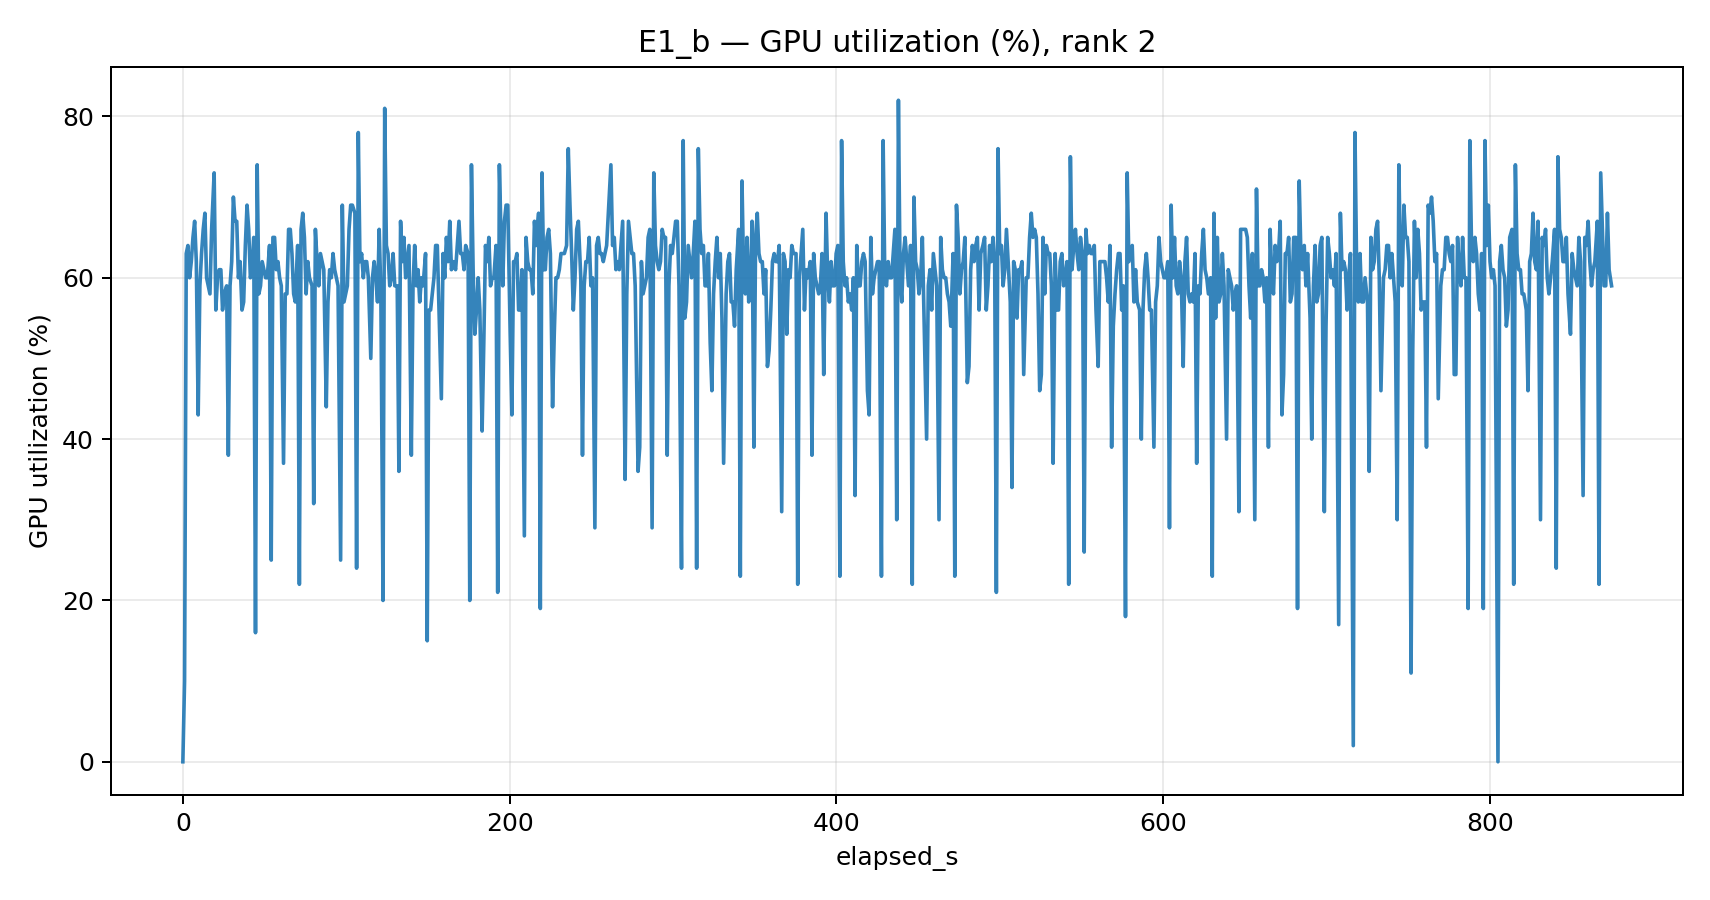 E1_b — GPU utilization (%), rank 2
GPU utilization (%)
80
60
40
20
0
0 200 400 600 800
elapsed_s